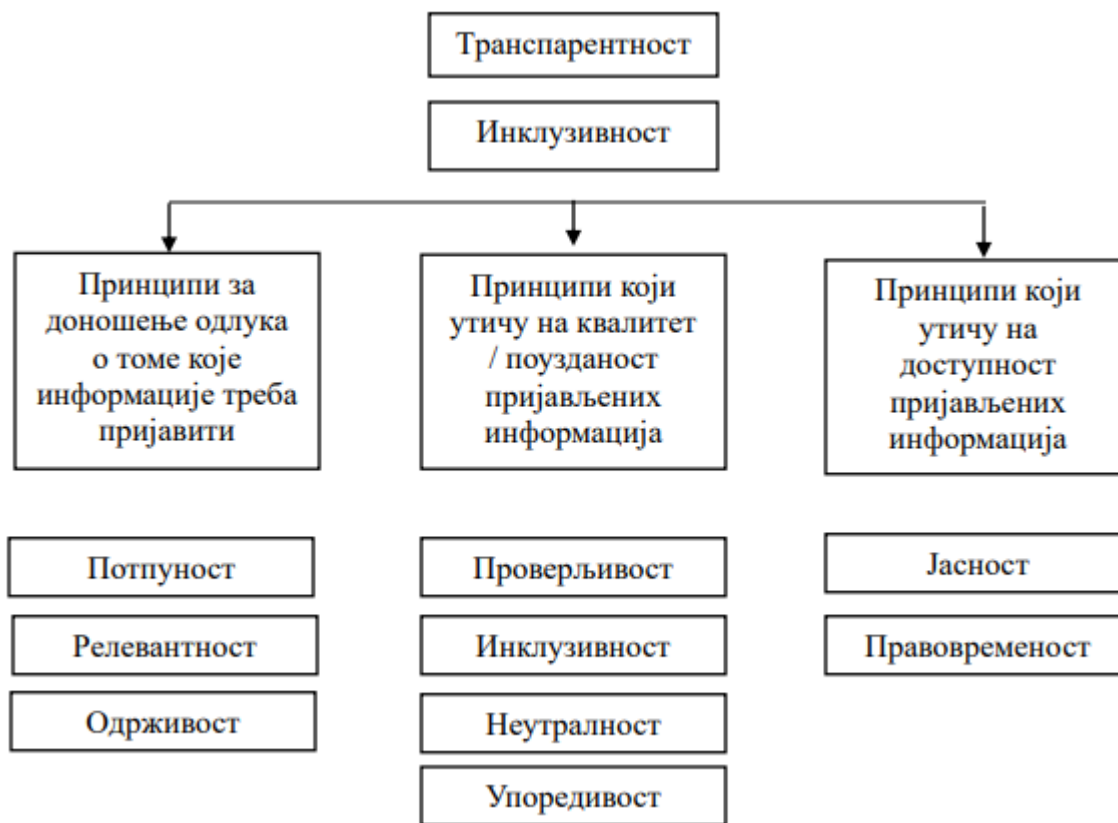 Транспарентност
Инклузивност
Принципи за
доношење одлука
о томе које
информације треба
пријавити
Принципи који
утичу на квалитет
/ поузданост
пријављених
информација
Принципи који
утичу на
доступност
пријављених
информација
Потпуност
Релевантност
Одрживост
Проверљивост
Инклузивност
Неутралност
Упоредивост
Јасност
Правовременост